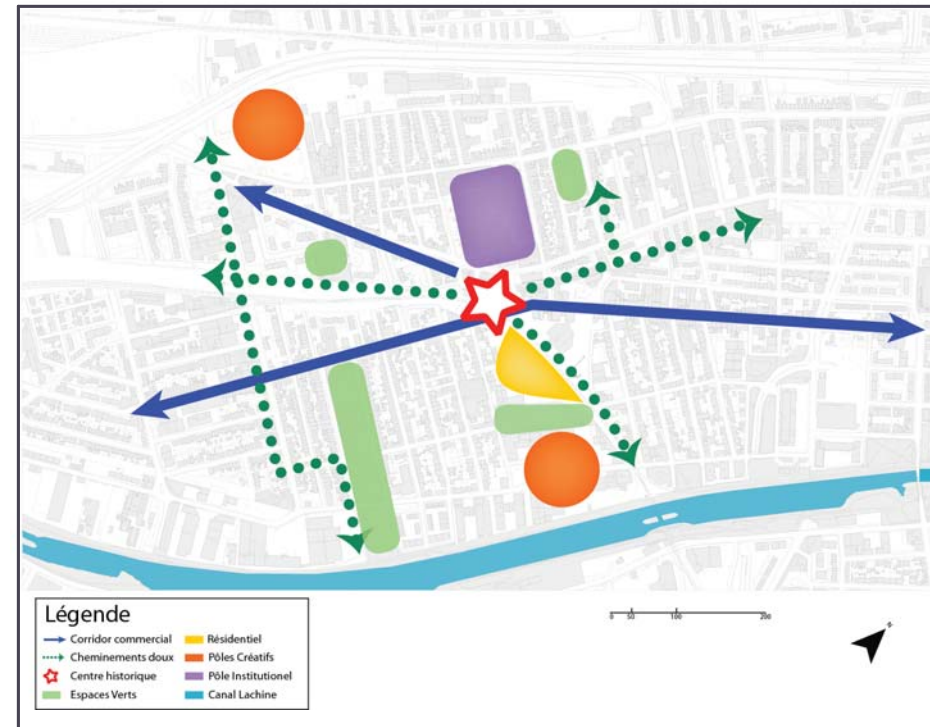 Légende
Corridor commercial
Cheminements doux
Centre historique
Espaces Verts
Résidentiel
Pôles Créatifs
Pôle Institutionel
Canal Lachine
0 50 100 200